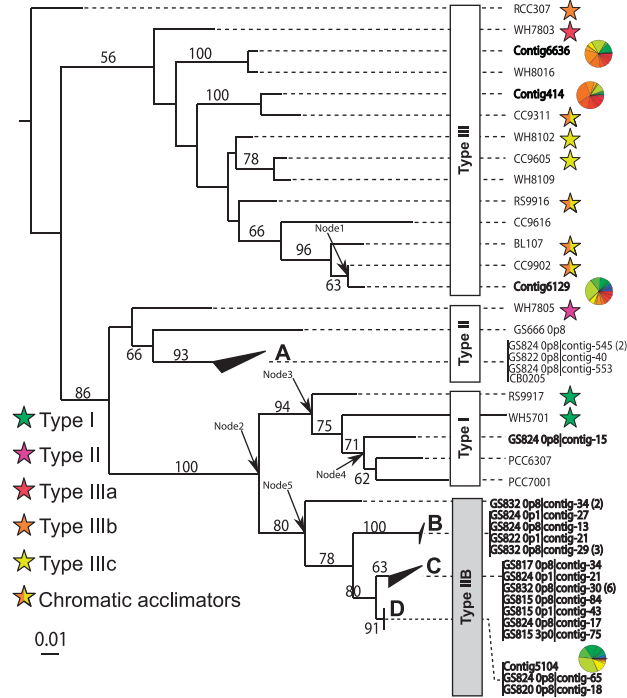 RCC307
WH7803
56
100
Contig6636
WH8016
100
Contig414
CC9311
Type III
WH8102
78
CC9605
WH8109
RS9916
66
Node1
CC9616
96
BL107
CC9902
63
Contig6129
WH7805
Type II
66
GS666 0p8
93
A
GS824 0p8|contig-545 (2)
GS822 0p8|contig-40
GS824 0p8|contig-553
CB0205
Node3
86
94
RS9917
Type I
WH5701
75
Node2
71
GS824 0p8|contig-15
Node4
PCC6307
62
PCC7001
100
Node5
80
GS832 0p8|contig-34 (2)
GS824 0p1|contig-27
GS824 0p8|contig-13
GS822 0p1|contig-21
GS832 0p8|contig-29 (3)
100
B
78
Type IIB
63
C
GS817 0p8|contig-34
GS824 0p1|contig-21
GS832 0p8|contig-30 (6)
GS815 0p8|contig-84
GS815 0p1|contig-43
GS824 0p8|contig-17
GS815 3p0|contig-75
80
D
91
Contig5104
GS824 0p8|contig-65
GS820 0p8|contig-18
Type I
Type II
Type IIIa
Type IIIb
Type IIIc
Chromatic acclimators
0.01